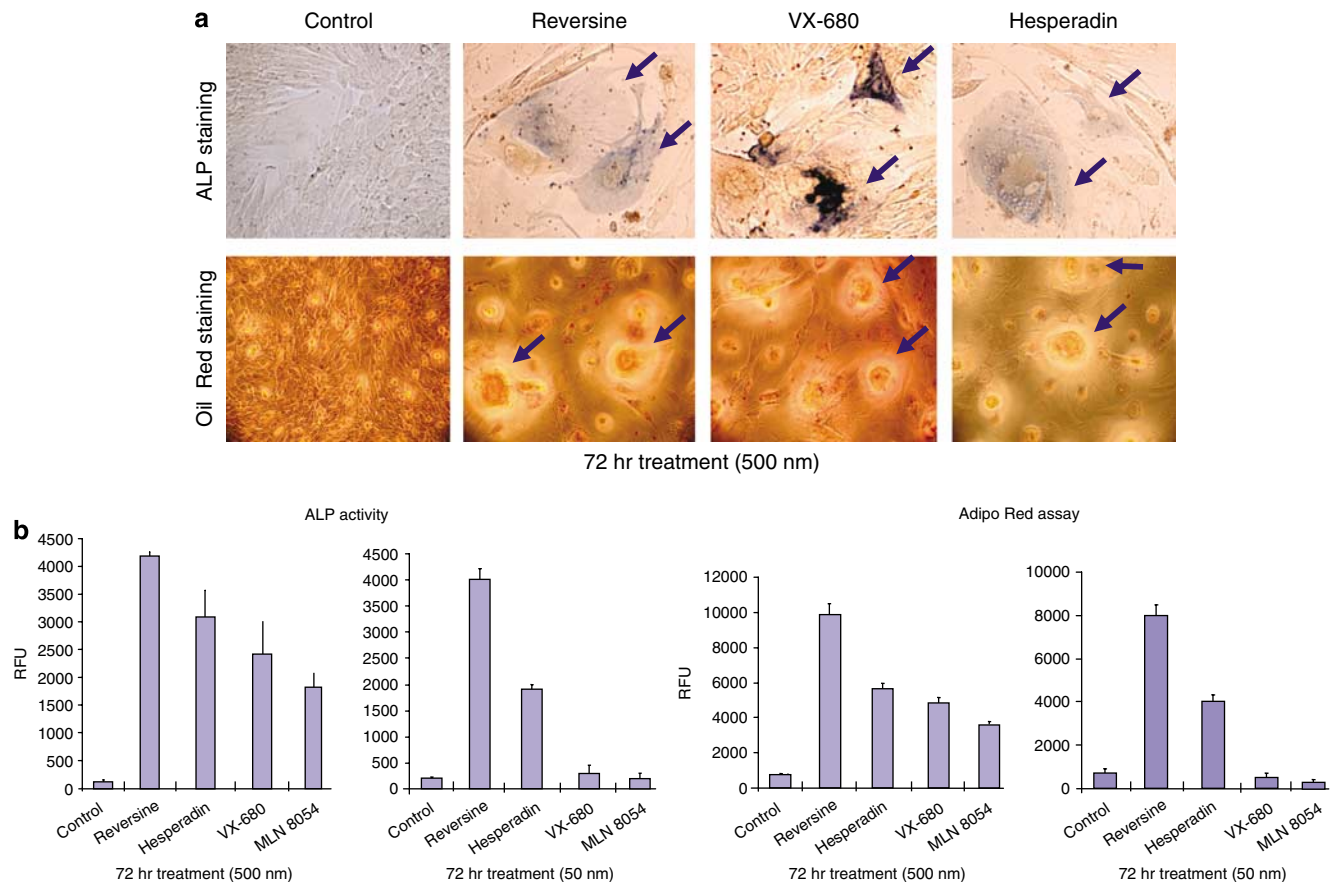 a
Control Reversine VX-680 Hesperadin
ALP staining
Oil Red staining
72 hr treatment (500 nm)
b
ALP activity
RFU
4500
4000
3500
3000
2500
2000
1500
1000
500
0
Control Reversine Hesperadin VX-680 MLN 8054
72 hr treatment (500 nm)
4500
4000
3500
3000
2500
2000
1500
1000
500
0
Control Reversine Hesperadin VX-680 MLN 8054
72 hr treatment (50 nm)
Adipo Red assay
RFU
12000
10000
8000
6000
4000
2000
0
Control Reversine Hesperadin VX-680 MLN 8054
72 hr treatment (500 nm)
10000
8000
6000
4000
2000
0
Control Reversine Hesperadin VX-680 MLN 8054
72 hr treatment (50 nm)